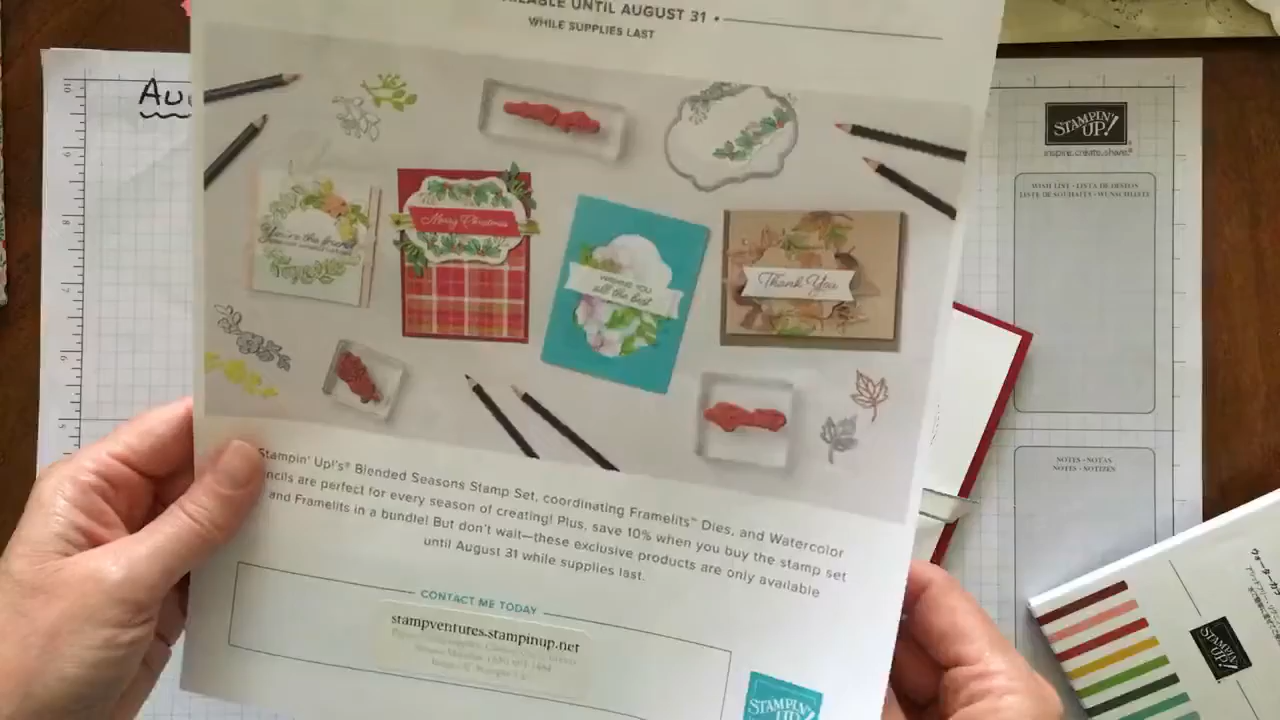 AILABLE UNTIL AUGUST 31 •
WHILE SUPPLIES LAST
Au
STAMPIN' UP!
inspire.create.share.
WISH LIST • LISTA DE DESEOS
LISTE DE SOUHAITS • WUNSCHLISTE
You're the friend
Merry Christmas
WISHING YOU
all the best
Thank You
NOTES • NOTAS
NOTES • NOTIZEN
Stampin' Up!'s® Blended Seasons Stamp Set, coordinating Framelits™ Dies, and Watercolor
ncils are perfect for every season of creating! Plus, save 10% when you buy the stamp set
and Framelits in a bundle! But don't wait—these exclusive products are only available
until August 31 while supplies last.
CONTACT ME TODAY
stampventures.stampinup.net
STAMPIN' UP!
STAMPIN' UP!